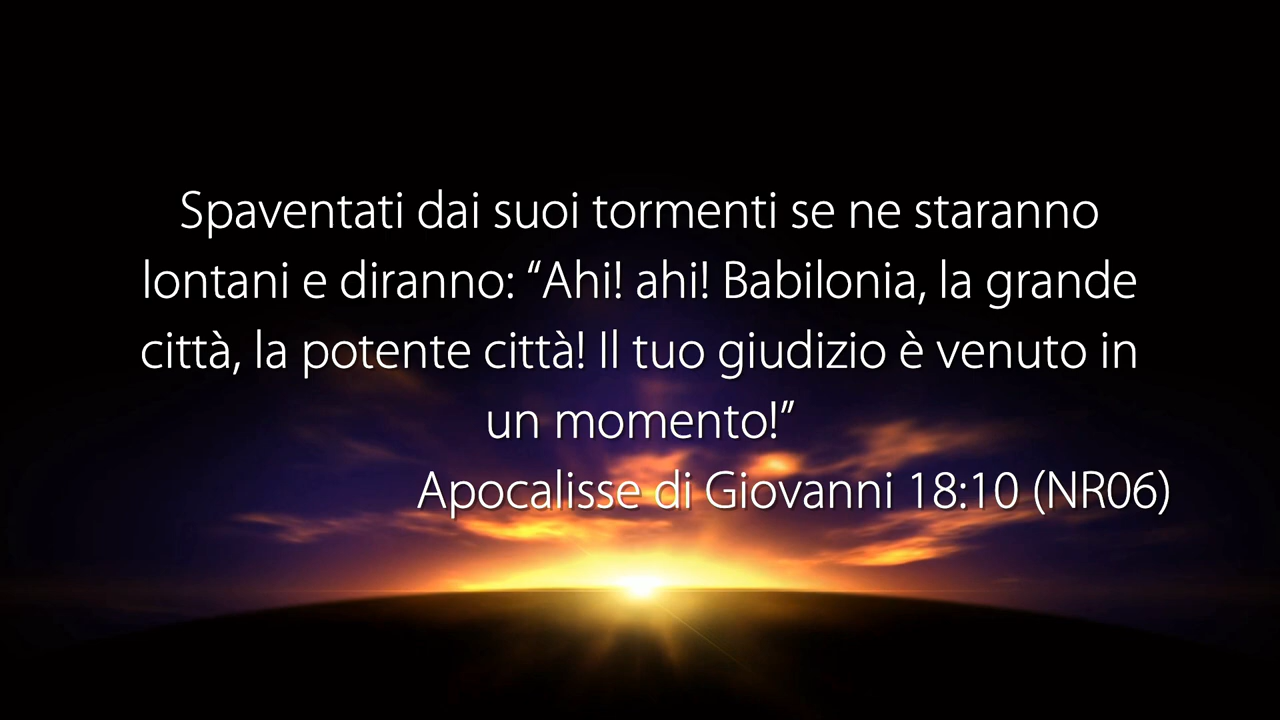 Spaventati dai suoi tormenti se ne staranno
lontani e diranno: “Ahi! ahi! Babilonia, la grande
città, la potente città! Il tuo giudizio è venuto in
un momento!”
Apocalisse di Giovanni 18:10 (NR06)